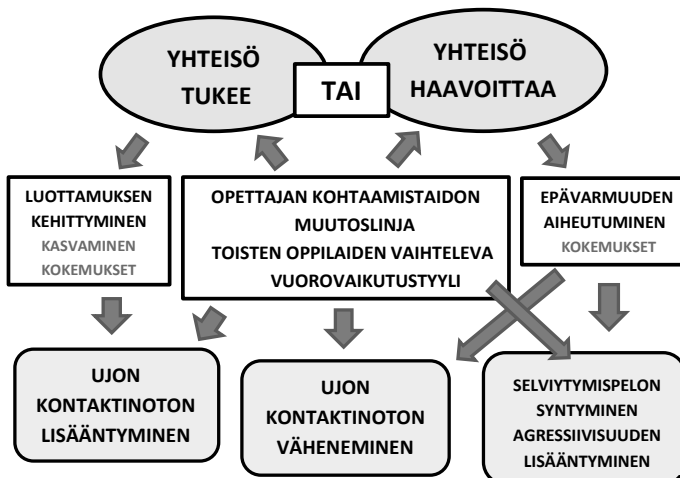 YHTEISÖ
TUKEE
TAI
YHTEISÖ
HAAVOITTAA
LUOTTAMUKSEN
KEHITTYMINEN
KASVAMINEN
KOKEMUKSET
OPETTAJAN KOHTAAMISTAIDON
MUUTOSLINJA
TOISTEN OPPILAIDEN VAIHTELEVA
VUOROVAIKUTUSTYYLI
EPÄVARMUUDEN
AIHEUTUMINEN
KOKEMUKSET
UJON
KONTAKTINOTON
LISÄÄNTYMINEN
UJON
KONTAKTINOTON
VÄHENEMINEN
SELVIYTYMISPELON
SYNTYMINEN
AGRESSIIVISUUDEN
LISÄÄNTYMINEN